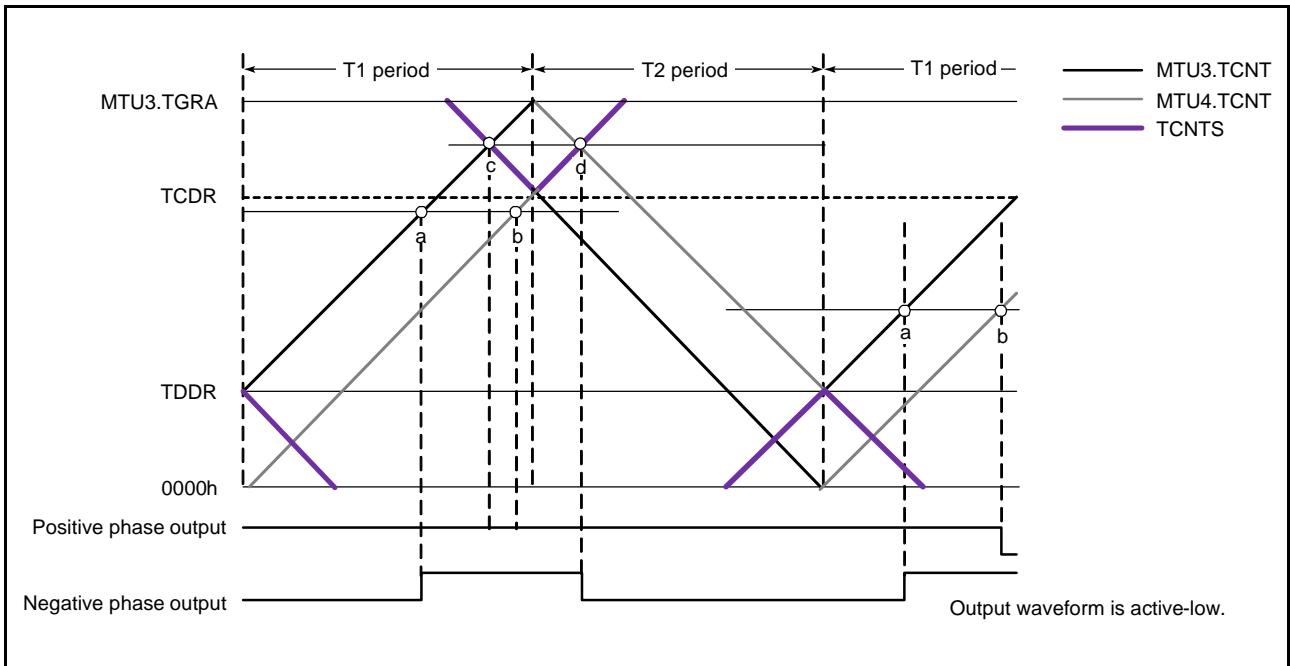 T1 period
T2 period
T1 period
MTU3.TCNT
MTU4.TCNT
TCNTS
MTU3.TGRA
c
d
TCDR
a
b
a
b
TDDR
0000h
Positive phase output
Negative phase output
Output waveform is active-low.